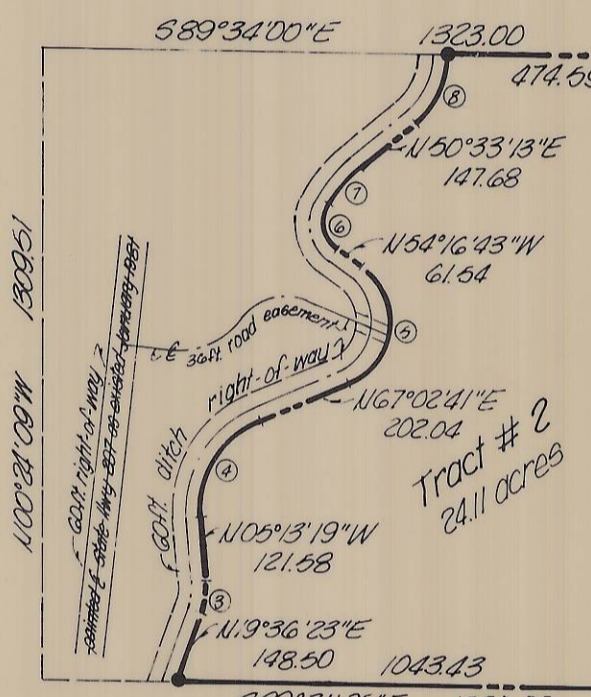 S89°34'00"E 1323.00
474.59
⑧
N50°33'13"E
147.68
⑦
⑥
N54°16'43"W
61.54
⑤
36ft. road easement
right-of-way
N67°02'41"E
202.04
Tract # 2
24.11 acres
④
60ft. ditch
N05°13'19"W
121.58
③
N19°36'23"E
148.50
1043.43
N00°24'09"W 1309.51
60ft. right-of-way